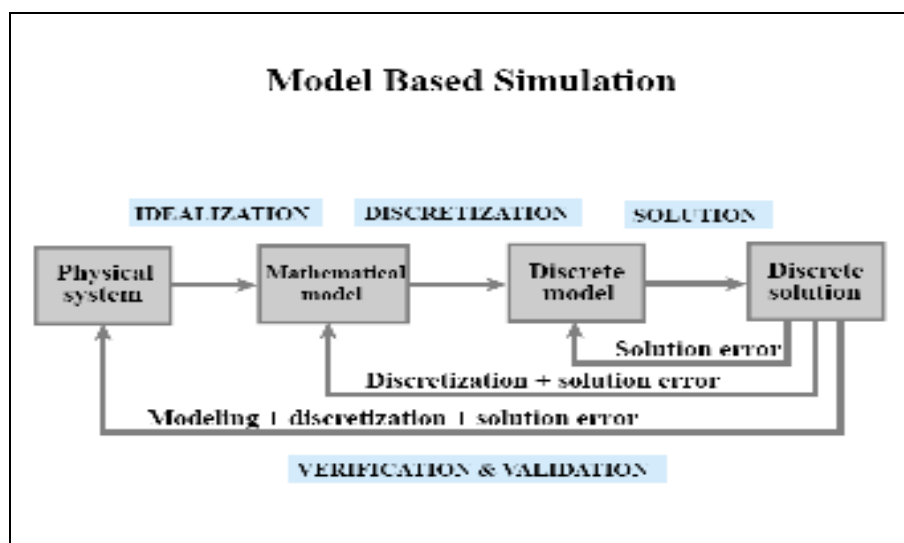 Model Based Simulation
IDEALIZATION
DISCRETIZATION
SOLUTION
Physical
system
Mathematical
model
Discrete
model
Discrete
solution
Solution error
Discretization + solution error
Modeling + discretization + solution error
VERIFICATION & VALIDATION